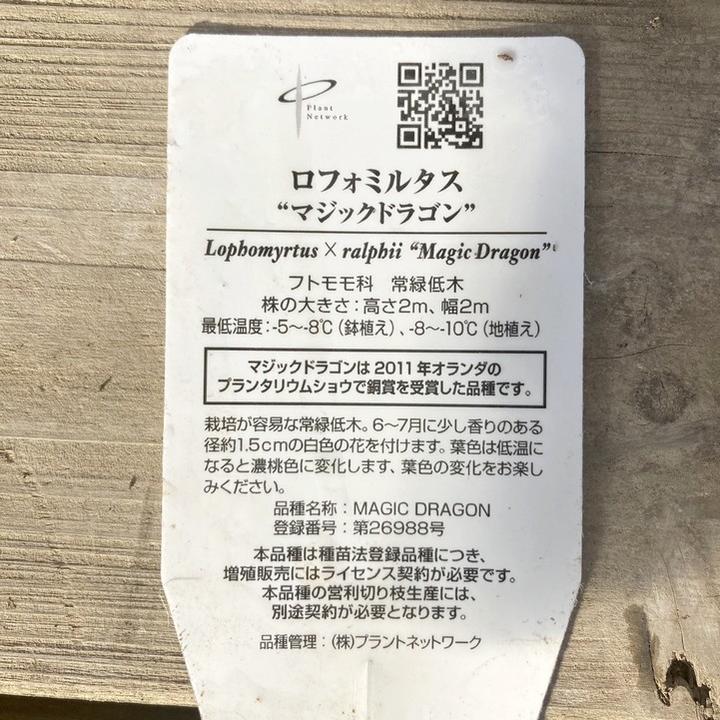 Plant
Network
ロフォミルタス
“マジックドラゴン”
Lophomyrtus × ralphii “Magic Dragon”
フトモモ科 常緑低木
株の大きさ：高さ2m、幅2m
最低温度：-5〜-8℃（鉢植え）、-8〜-10℃（地植え）
マジックドラゴンは 2011 年オランダの
プランタリウムショウで銅賞を受賞した品種です。
栽培が容易な常緑低木。6〜7月に少し香りのある
径約1.5cmの白色の花を付けます。葉色は低温に
なると濃桃色に変化します、葉色の変化をお楽し
みください。
品種名称：MAGIC DRAGON
登録番号：第26988号
本品種は種苗法登録品種につき、
増殖販売にはライセンス契約が必要です。
本品種の営利切り枝生産には、
別途契約が必要となります。
品種管理：（株）プラントネットワーク